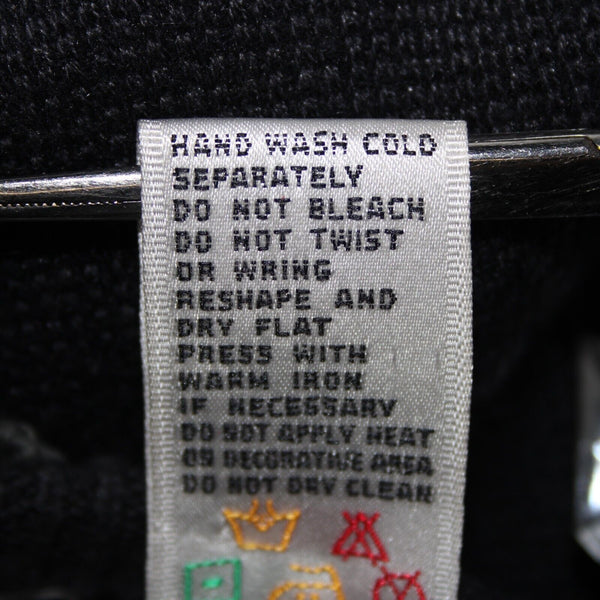 HAND WASH COLD
SEPARATELY
DO NOT BLEACH
DO NOT TWIST
OR WRING
RESHAPE AND
DRY FLAT
PRESS WITH
WARM IRON
IF NECESSARY
DO NOT APPLY HEAT
OR DECORATIVE AREA
DO NOT DRY CLEAN